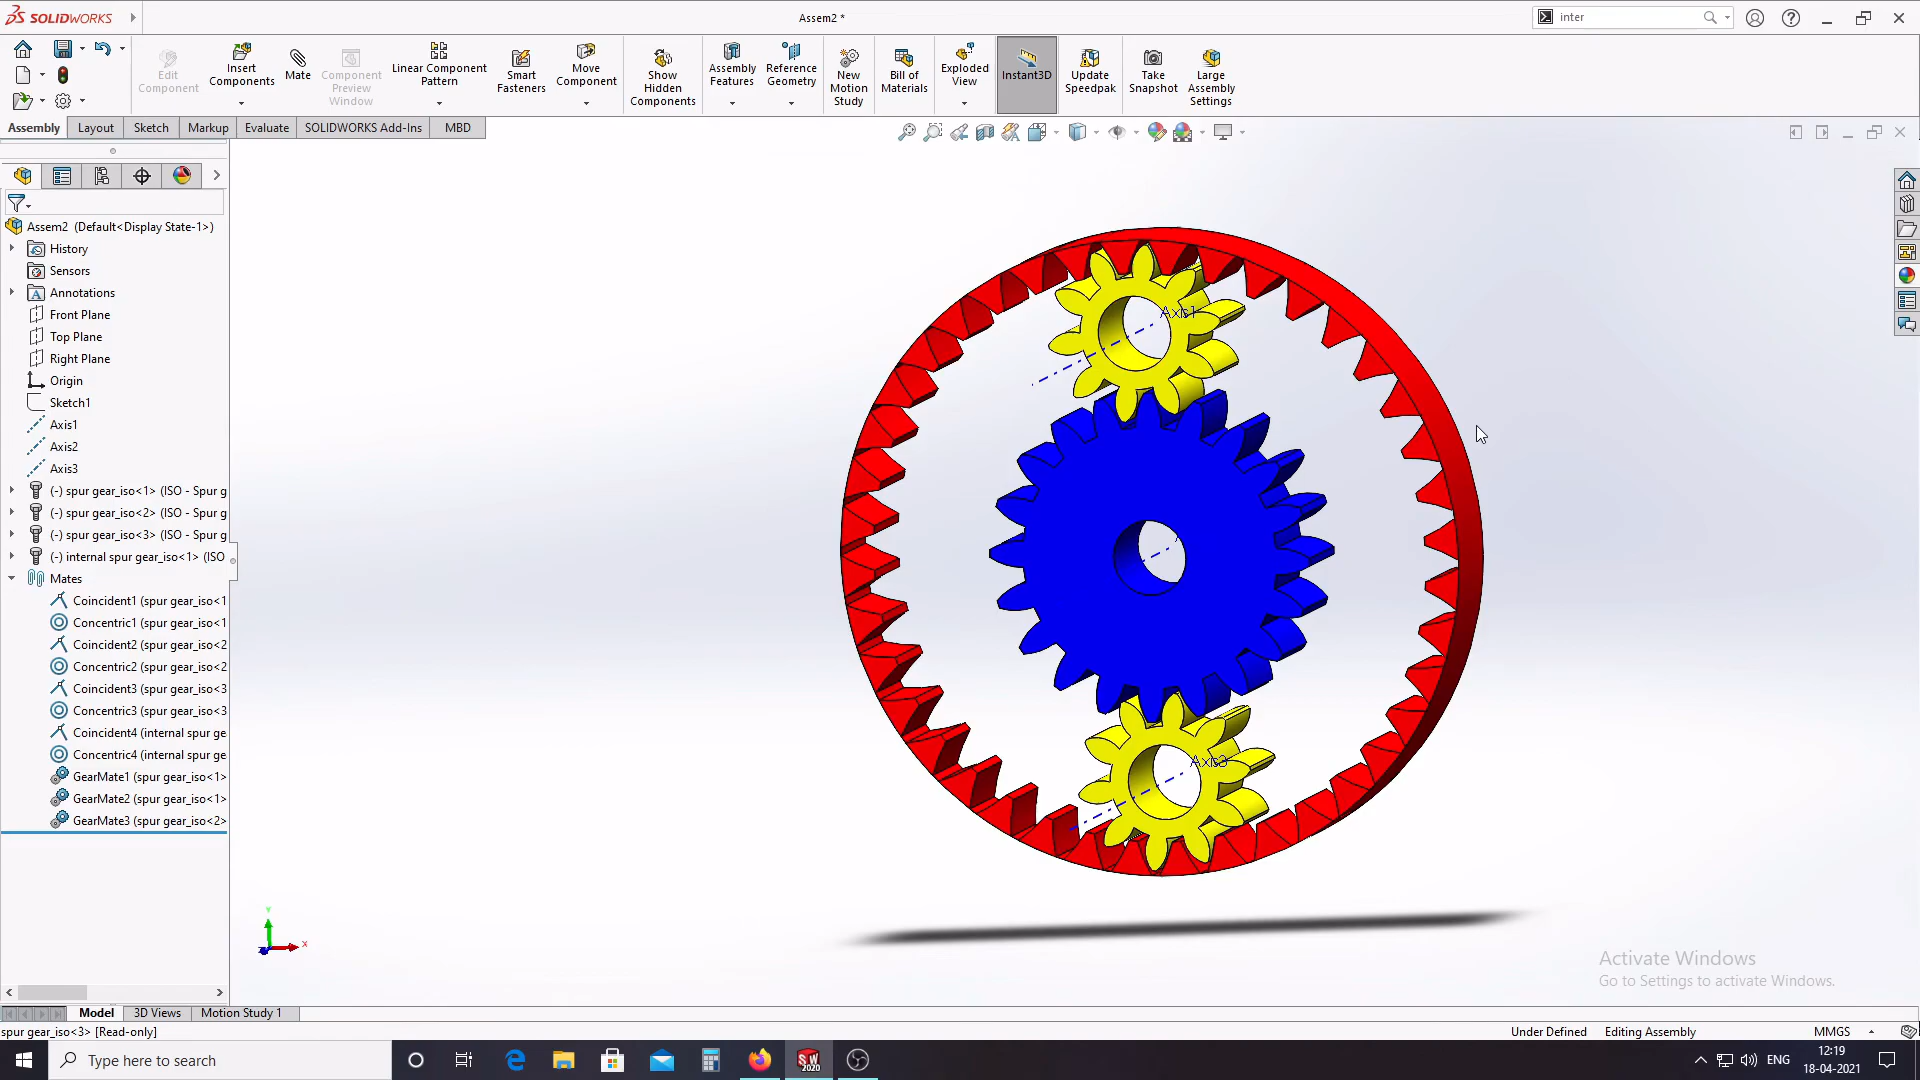 SOLIDWORKS
Assem2 *
inter
Edit
Component
Insert
Components
Mate
Component
Preview
Window
Linear Component
Pattern
Smart
Fasteners
Move
Component
Show
Hidden
Components
Assembly
Features
Reference
Geometry
New
Motion
Study
Bill of
Materials
Exploded
View
Instant3D
Update
Speedpak
Take
Snapshot
Large
Assembly
Settings
Assembly
Layout
Sketch
Markup
Evaluate
SOLIDWORKS Add-Ins
MBD
Assem2 (Default<Display State-1>)
History
Sensors
Annotations
Front Plane
Top Plane
Right Plane
Origin
Sketch1
Axis1
Axis2
Axis3
(-) spur gear_iso<1> (ISO - Spur g
(-) spur gear_iso<2> (ISO - Spur g
(-) spur gear_iso<3> (ISO - Spur g
(-) internal spur gear_iso<1> (ISO
Mates
Coincident1 (spur gear_iso<1
Concentric1 (spur gear_iso<1
Coincident2 (spur gear_iso<2
Concentric2 (spur gear_iso<2
Coincident3 (spur gear_iso<3
Concentric3 (spur gear_iso<3
Coincident4 (internal spur ge
Concentric4 (internal spur ge
GearMate1 (spur gear_iso<1>
GearMate2 (spur gear_iso<1>
GearMate3 (spur gear_iso<2>
Axis1
Axis3
Y
X
Activate Windows
Go to Settings to activate Windows.
Model
3D Views
Motion Study 1
spur gear_iso<3> [Read-only]
Under Defined
Editing Assembly
MMGS
Type here to search
SW
2020
ENG
12:19
18-04-2021